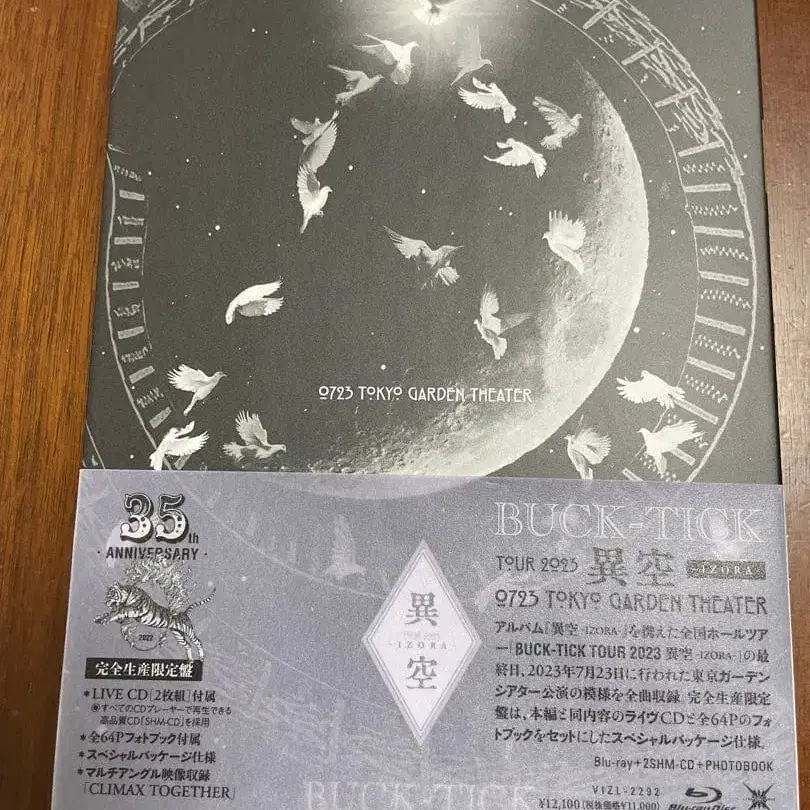 0723 TOKYO GARDEN THEATER
35th
・ANNIVERSARY・
2022
完全生産限定盤
*LIVE CD[2枚組]付属
◉すべてのCDプレーヤーで再生できる
高品質CD「SHM-CD」を採用
*全64Pフォトブック付属
*スペシャルパッケージ仕様
*マルチアングル映像収録
「CLIMAX TOGETHER」
異
-IZORA-
空
BUCK-TICK
TOUR 2023 異空 -IZORA-
0723 TOKYO GARDEN THEATER
アルバム『異空 -IZORA-』を携えた全国ホールツア
ー「BUCK-TICK TOUR 2023 異空 -IZORA-」の最
終日、2023年7月23日に行われた東京ガーデン
シアター公演の模様を全曲収録。完全生産限定
盤は、本編と同内容のライヴCDと全64Pのフォ
トブックをセットにしたスペシャルパッケージ仕様。
Blu-ray+2SHM-CD+PHOTOBOOK
VIZL-2292
¥12,100(税抜価格¥11,000)
Blu-ray Disc
BUCK-TICK